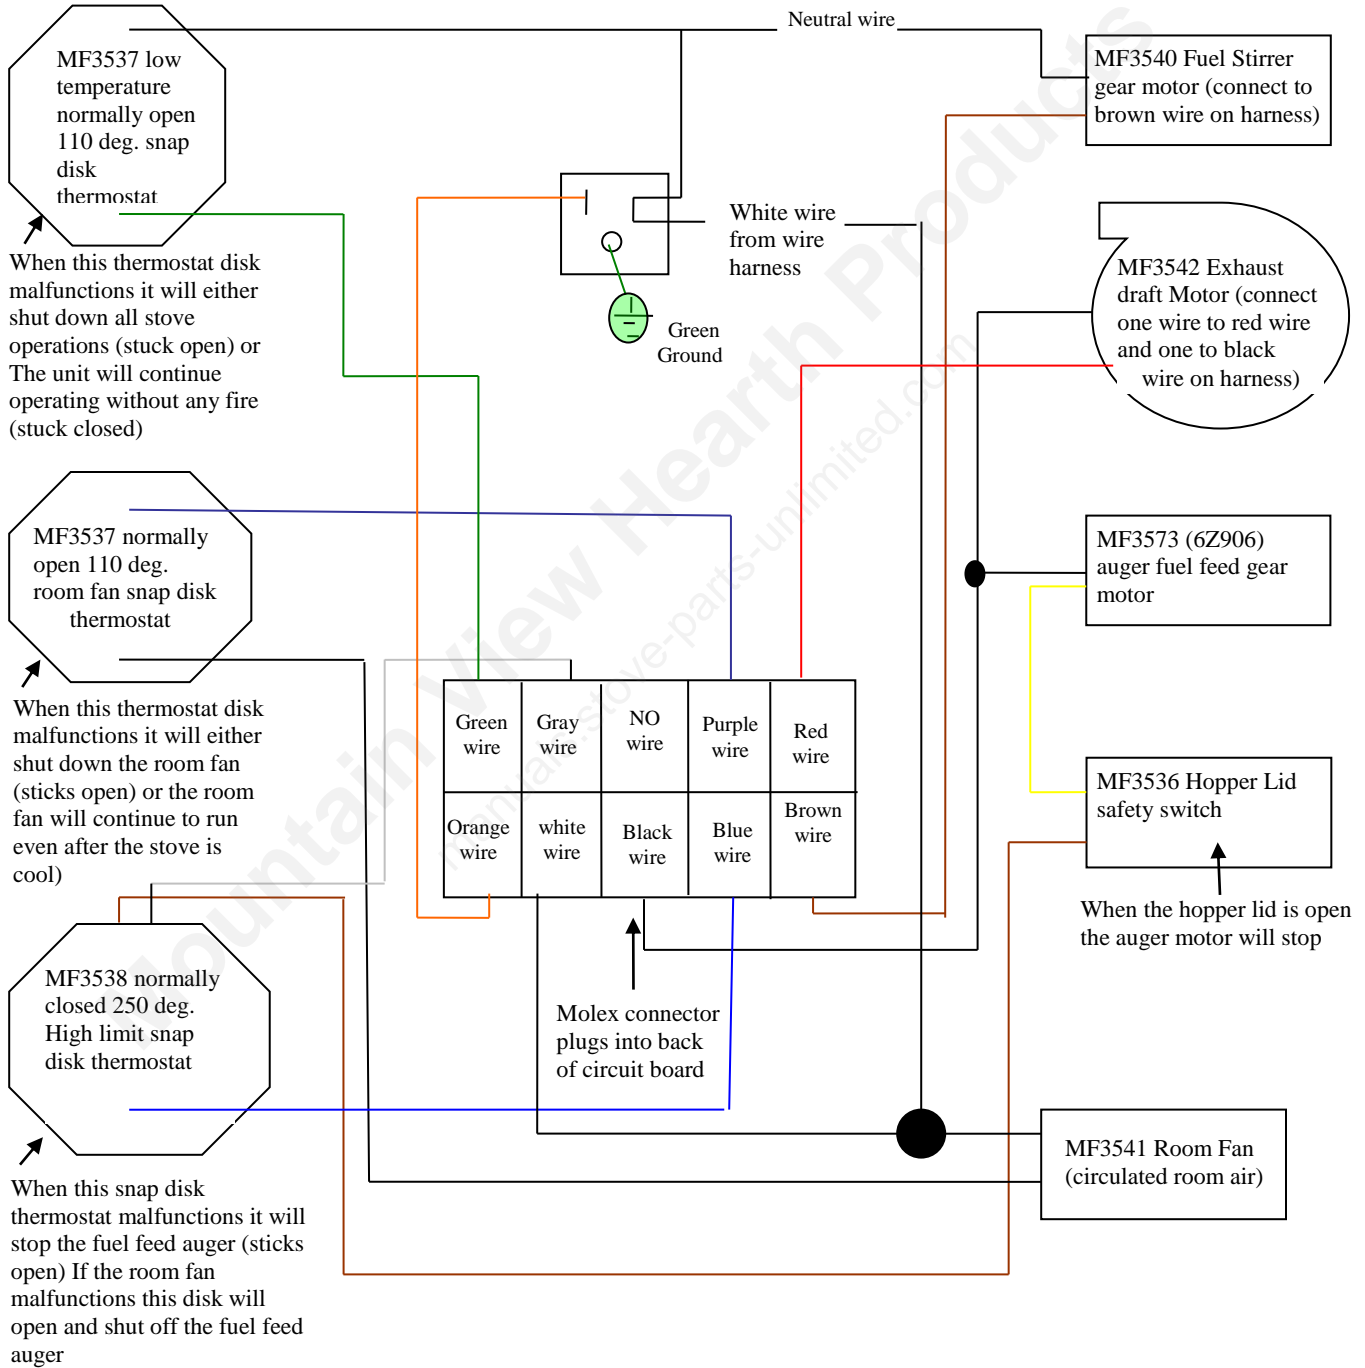 Neutral wire
MF3537 low
temperature
normally open
110 deg. snap
disk
thermostat
MF3540 Fuel Stirrer
gear motor (connect to
brown wire on harness)
White wire
from wire
harness
Green
Ground
When this thermostat disk
malfunctions it will either
shut down all stove
operations (stuck open) or
The unit will continue
operating without any fire
(stuck closed)
MF3542 Exhaust
draft Motor (connect
one wire to red wire
and one to black
wire on harness)
MF3537 normally
open 110 deg.
room fan snap disk
thermostat
MF3573 (6Z906)
auger fuel feed gear
motor
When this thermostat disk
malfunctions it will either
shut down the room fan
(sticks open) or the room
fan will continue to run
even after the stove is
cool)
Green
wire
Gray
wire
NO
wire
Purple
wire
Red
wire
Orange
wire
white
wire
Black
wire
Blue
wire
Brown
wire
MF3536 Hopper Lid
safety switch
When the hopper lid is open
the auger motor will stop
MF3538 normally
closed 250 deg.
High limit snap
disk thermostat
Molex connector
plugs into back
of circuit board
MF3541 Room Fan
(circulated room air)
When this snap disk
thermostat malfunctions it will
stop the fuel feed auger (sticks
open) If the room fan
malfunctions this disk will
open and shut off the fuel feed
auger
Mountain View Hearth Products
manuals.stove-parts-unlimited.com